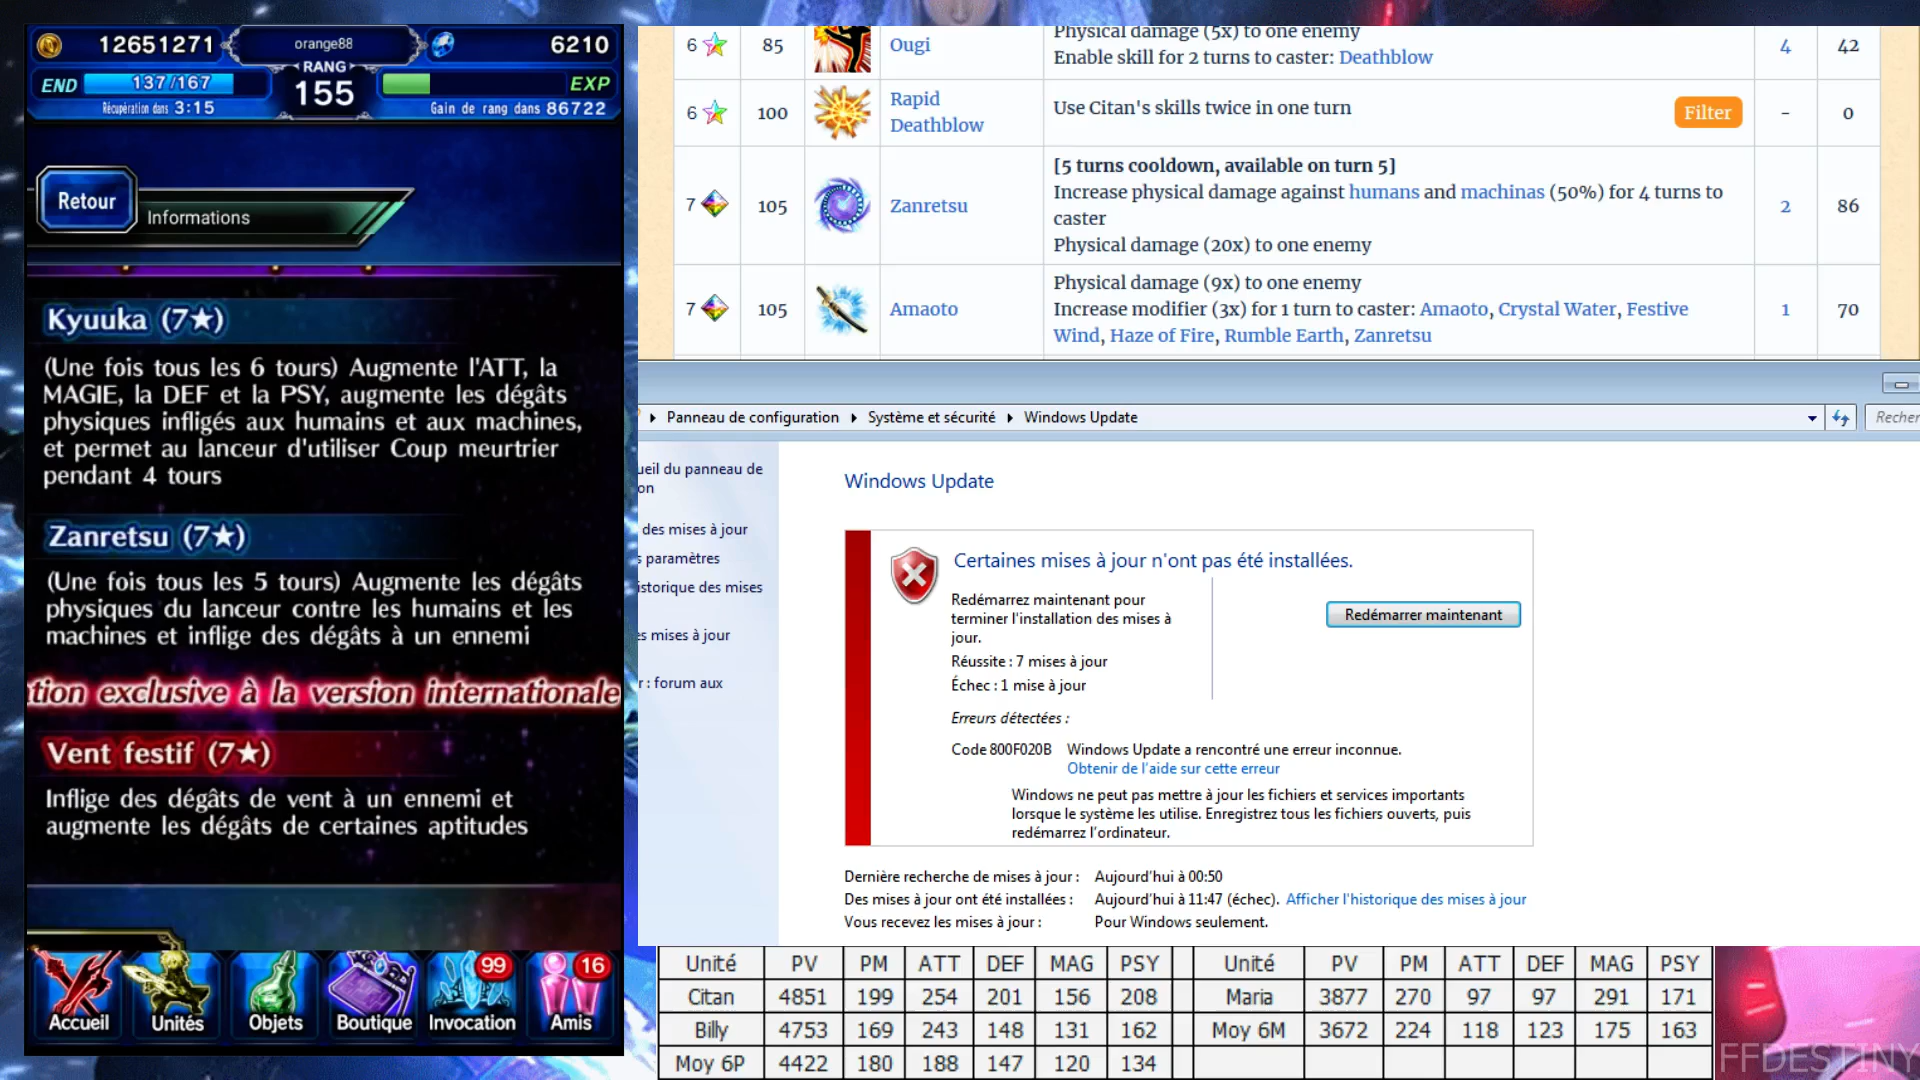 12651271
orange88
6210
RANG
155
END
137/167
Récupération dans 3:15
EXP
Gain de rang dans 86722
Retour
Informations
Kyuuka (7★)
(Une fois tous les 6 tours) Augmente l'ATT, la
MAGIE, la DEF et la PSY, augmente les dégâts
physiques infligés aux humains et aux machines,
et permet au lanceur d'utiliser Coup meurtrier
pendant 4 tours
Zanretsu (7★)
(Une fois tous les 5 tours) Augmente les dégâts
physiques du lanceur contre les humains et les
machines et inflige des dégâts à un ennemi
tion exclusive à la version internationale
Vent festif (7★)
Inflige des dégâts de vent à un ennemi et
augmente les dégâts de certaines aptitudes
99
16
Accueil Unités Objets Boutique Invocation Amis
Physical damage (5x) to one enemy
6 85 Ougi Enable skill for 2 turns to caster: Deathblow 4 42
6 100 Rapid Deathblow Use Citan's skills twice in one turn Filter - 0
[5 turns cooldown, available on turn 5]
Increase physical damage against humans and machinas (50%) for 4 turns to
7 105 Zanretsu caster 2 86
Physical damage (20x) to one enemy
Physical damage (9x) to one enemy
7 105 Amaoto Increase modifier (3x) for 1 turn to caster: Amaoto, Crystal Water, Festive 1 70
Wind, Haze of Fire, Rumble Earth, Zanretsu
Panneau de configuration Système et sécurité Windows Update Recher
ueil du panneau de
on
des mises à jour
s paramètres
istorique des mises
es mises à jour
r : forum aux
Windows Update
Certaines mises à jour n'ont pas été installées.
Redémarrez maintenant pour
terminer l'installation des mises à
jour.
Redémarrer maintenant
Réussite : 7 mises à jour
Échec : 1 mise à jour
Erreurs détectées :
Code 800F020B Windows Update a rencontré une erreur inconnue.
Obtenir de l'aide sur cette erreur
Windows ne peut pas mettre à jour les fichiers et services importants
lorsque le système les utilise. Enregistrez tous les fichiers ouverts, puis
redémarrez l'ordinateur.
Dernière recherche de mises à jour : Aujourd'hui à 00:50
Des mises à jour ont été installées : Aujourd'hui à 11:47 (échec). Afficher l'historique des mises à jour
Vous recevez les mises à jour : Pour Windows seulement.
Unité PV PM ATT DEF MAG PSY Unité PV PM ATT DEF MAG PSY
Citan 4851 199 254 201 156 208 Maria 3877 270 97 97 291 171
Billy 4753 169 243 148 131 162 Moy 6M 3672 224 118 123 175 163
Moy 6P 4422 180 188 147 120 134
FFDESTINY